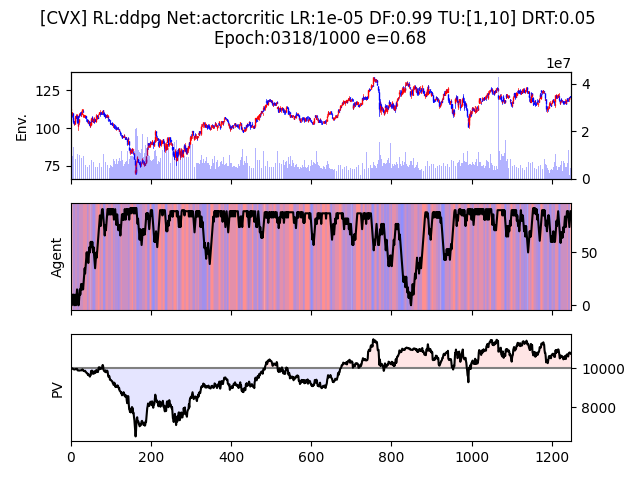 [CVX] RL:ddpg Net:actorcritic LR:1e-05 DF:0.99 TU:[1,10] DRT:0.05
Epoch:0318/1000 e=0.68
1e7
125
100
75
Env.
4
2
0
Agent
50
0
PV
10000
8000
0
200
400
600
800
1000
1200